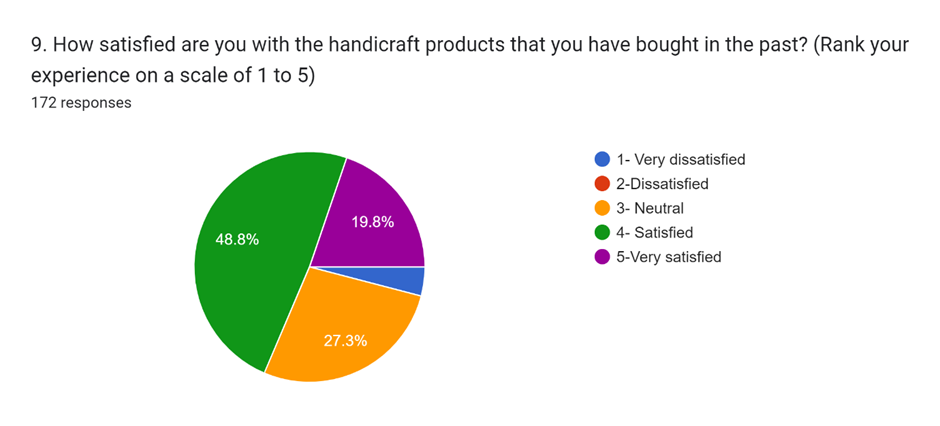 9. How satisfied are you with the handicraft products that you have bought in the past? (Rank your
experience on a scale of 1 to 5)
172 responses
1- Very dissatisfied
2-Dissatisfied
3- Neutral
4- Satisfied
5-Very satisfied
19.8%
48.8%
27.3%